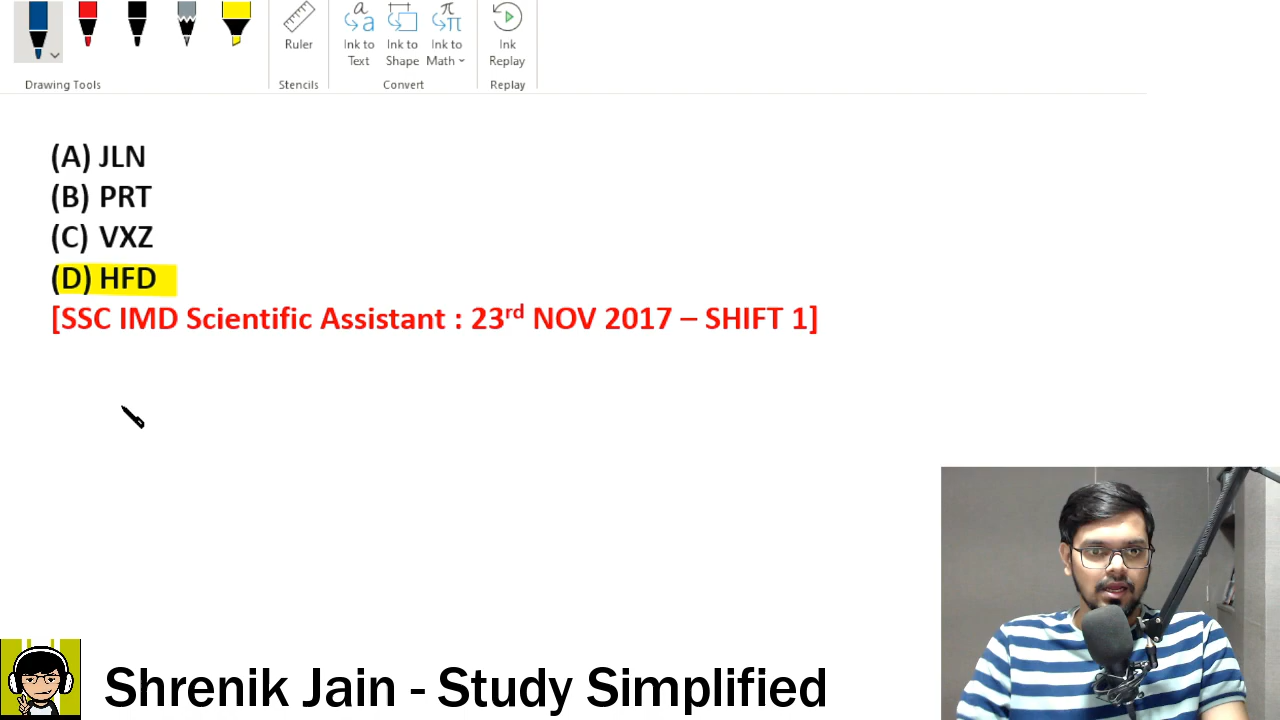 Drawing Tools
Ruler
Stencils
Ink to Text
Ink to Shape
Ink to Math
Convert
Ink Replay
Replay
(A) JLN
(B) PRT
(C) VXZ
(D) HFD
[SSC IMD Scientific Assistant : 23rd NOV 2017 – SHIFT 1]
Shrenik Jain - Study Simplified